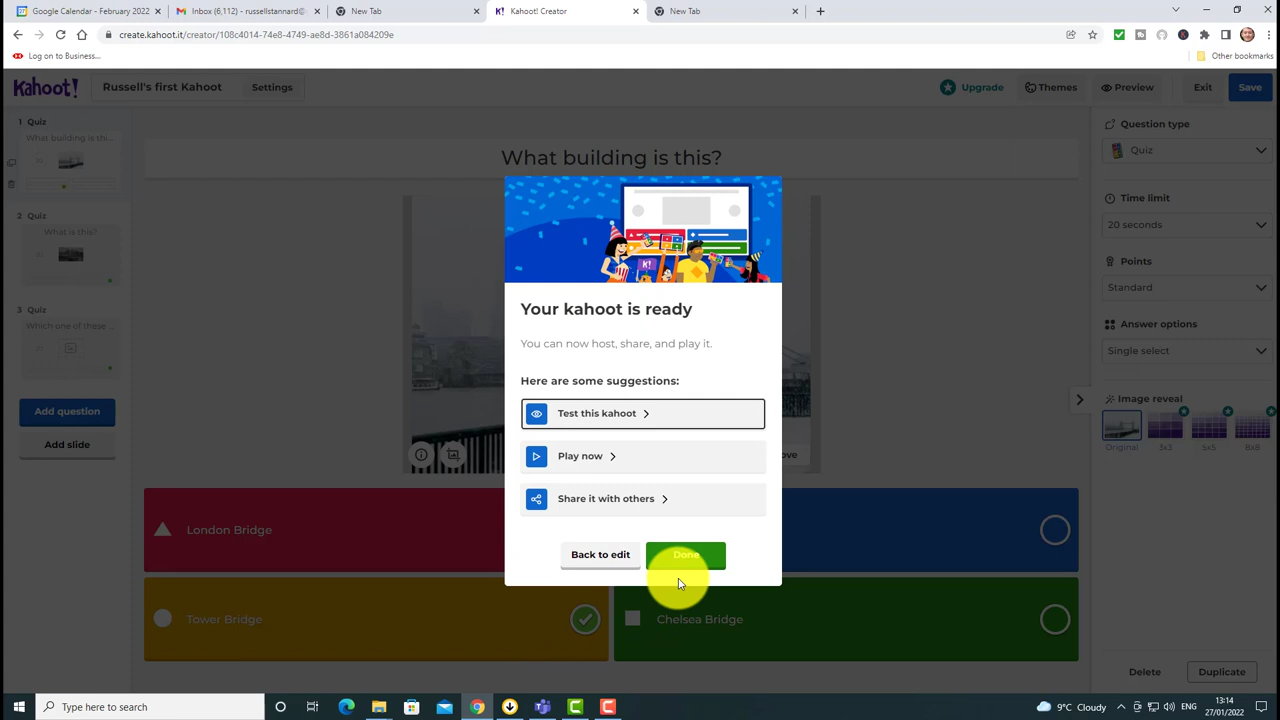 Google Calendar - February 2022
Inbox (6,112) - russellstannard@
New Tab
Kahoot! Creator
New Tab
create.kahoot.it/creator/108c4014-74e8-4749-ae8d-3861a084209e
Log on to Business...
Other bookmarks
Kahoot!
Russell's first Kahoot
Settings
Upgrade
Themes
Preview
Exit
Save
1 Quiz
What building is thi...
2 Quiz
What is this?
3 Quiz
Which one of these ...
Add question
Add slide
What building is this?
K!
Your kahoot is ready
You can now host, share, and play it.
Here are some suggestions:
Test this kahoot
Play now
Share it with others
Back to edit
Done
London Bridge
Tower Bridge
Chelsea Bridge
Question type
Quiz
Time limit
20 seconds
Points
Standard
Answer options
Single select
Image reveal
Original
3x3
5x5
8x8
Delete
Duplicate
Type here to search
9°C Cloudy
ENG
13:14
27/01/2022